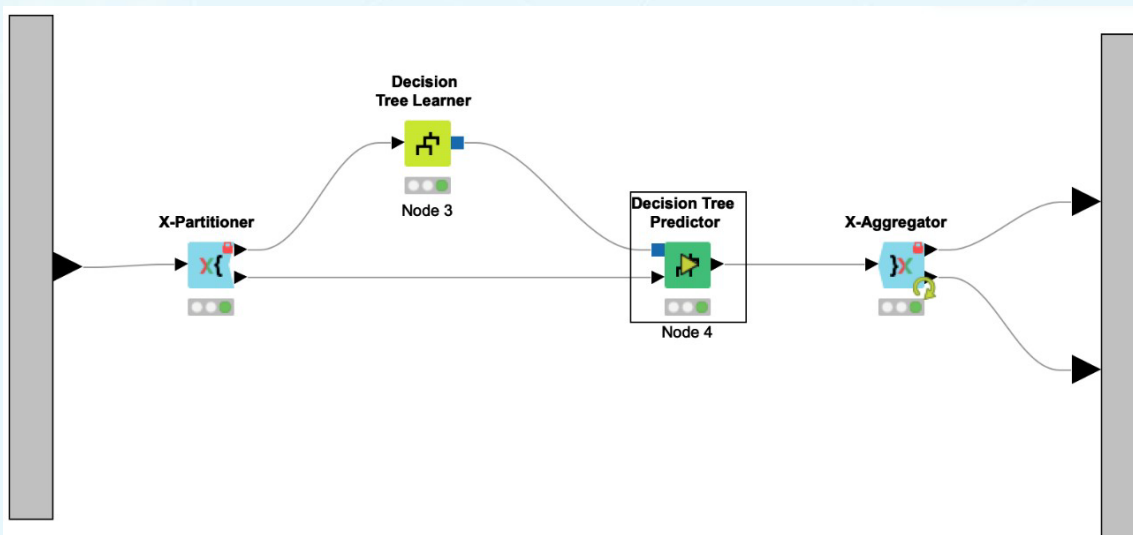 Decision
Tree Learner
Node 3
X-Partitioner
X{
Decision Tree
Predictor
Node 4
X-Aggregator
}X